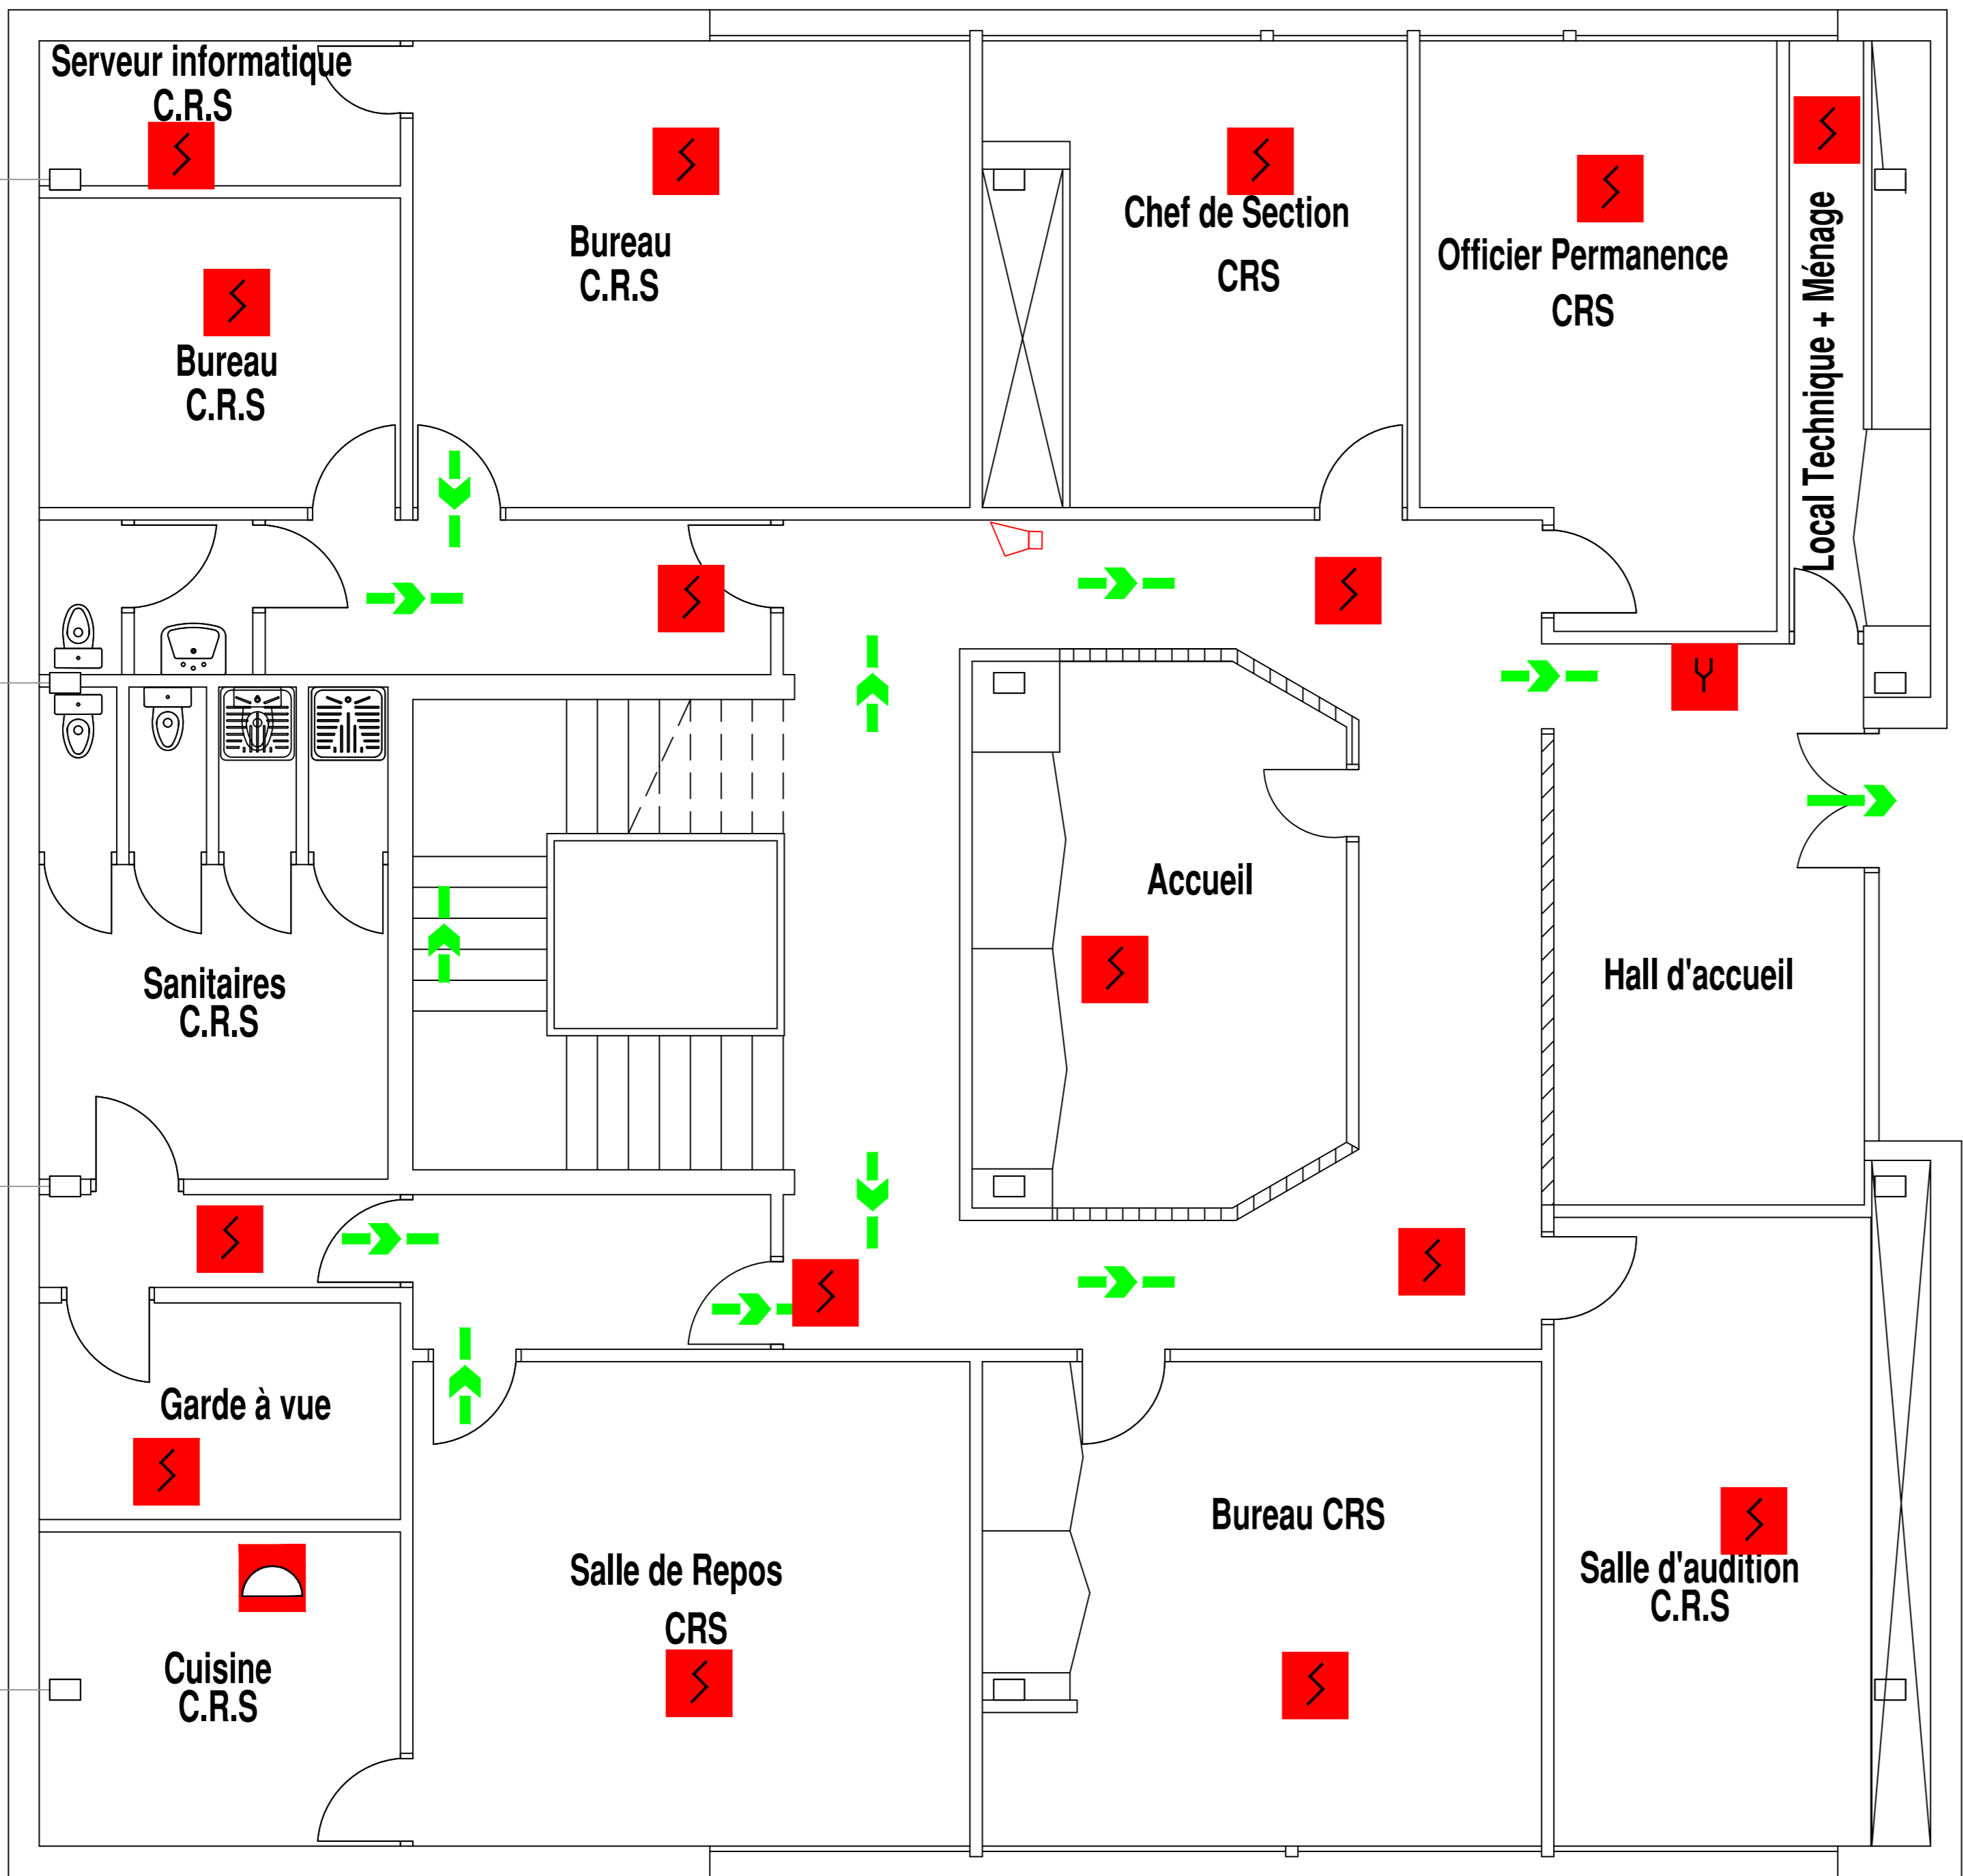 Serveur informatique
C.R.S
Bureau
C.R.S
Bureau
C.R.S
Chef de Section
CRS
Officier Permanence
CRS
Local Technique + Ménage
Accueil
Hall d'accueil
Sanitaires
C.R.S
Garde à vue
Cuisine
C.R.S
Salle de Repos
CRS
Bureau CRS
Salle d'audition
C.R.S